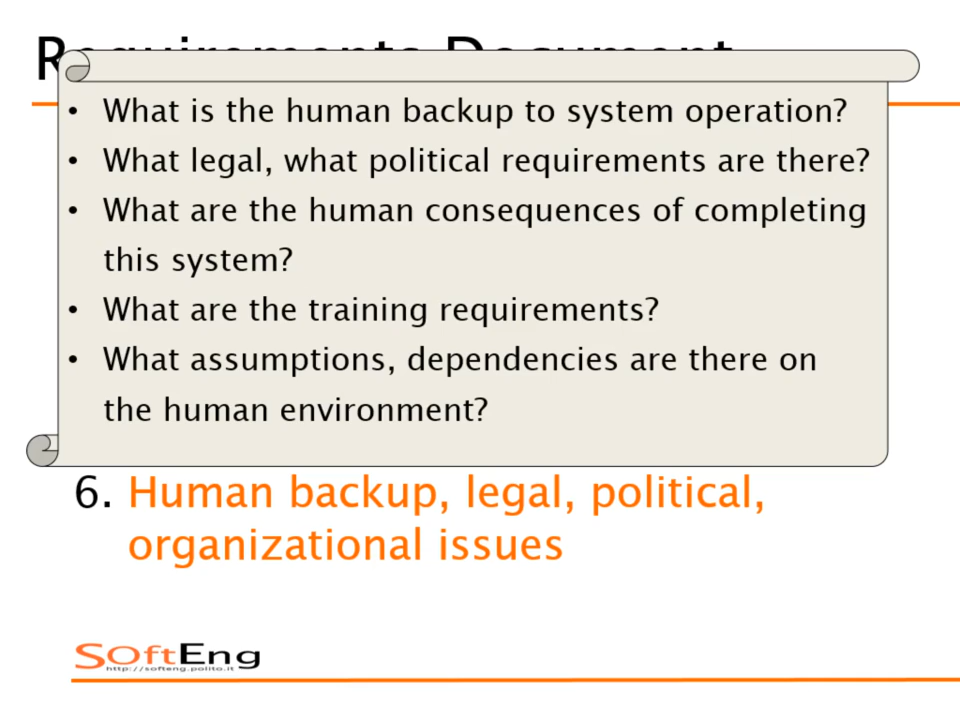 Requirements Document
• What is the human backup to system operation?
• What legal, what political requirements are there?
• What are the human consequences of completing
this system?
• What are the training requirements?
• What assumptions, dependencies are there on
the human environment?
6. Human backup, legal, political,
organizational issues
SOftEng
http://softeng.polito.it